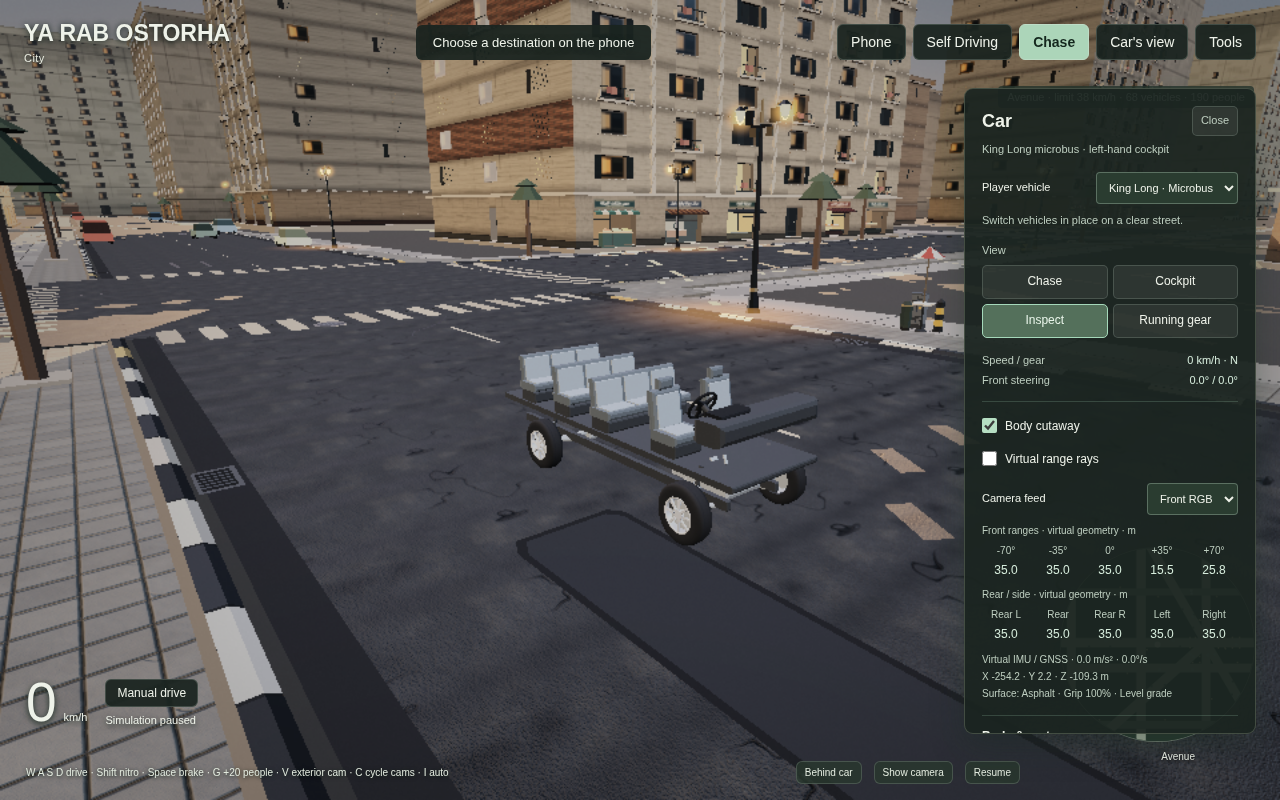 YA RAB OSTORHA
City
Choose a destination on the phone
Phone
Self Driving
Chase
Car's view
Tools
Car
Close
King Long microbus · left-hand cockpit
Player vehicle
King Long · Microbus
Switch vehicles in place on a clear street.
View
Chase
Cockpit
Inspect
Running gear
Speed / gear
0 km/h · N
Front steering
0.0° / 0.0°
Body cutaway
Virtual range rays
Camera feed
Front RGB
Front ranges · virtual geometry · m
-70° -35° 0° +35° +70°
35.0 35.0 35.0 15.5 25.8
Rear / side · virtual geometry · m
Rear L Rear Rear R Left Right
35.0 35.0 35.0 35.0 35.0
Virtual IMU / GNSS · 0.0 m/s² · 0.0°/s
X -254.2 · Y 2.2 · Z -109.3 m
Surface: Asphalt · Grip 100% · Level grade
0 km/h
Manual drive
Simulation paused
Avenue
W A S D drive · Shift nitro · Space brake · G +20 people · V exterior cam · C cycle cams · I auto
Behind car
Show camera
Resume